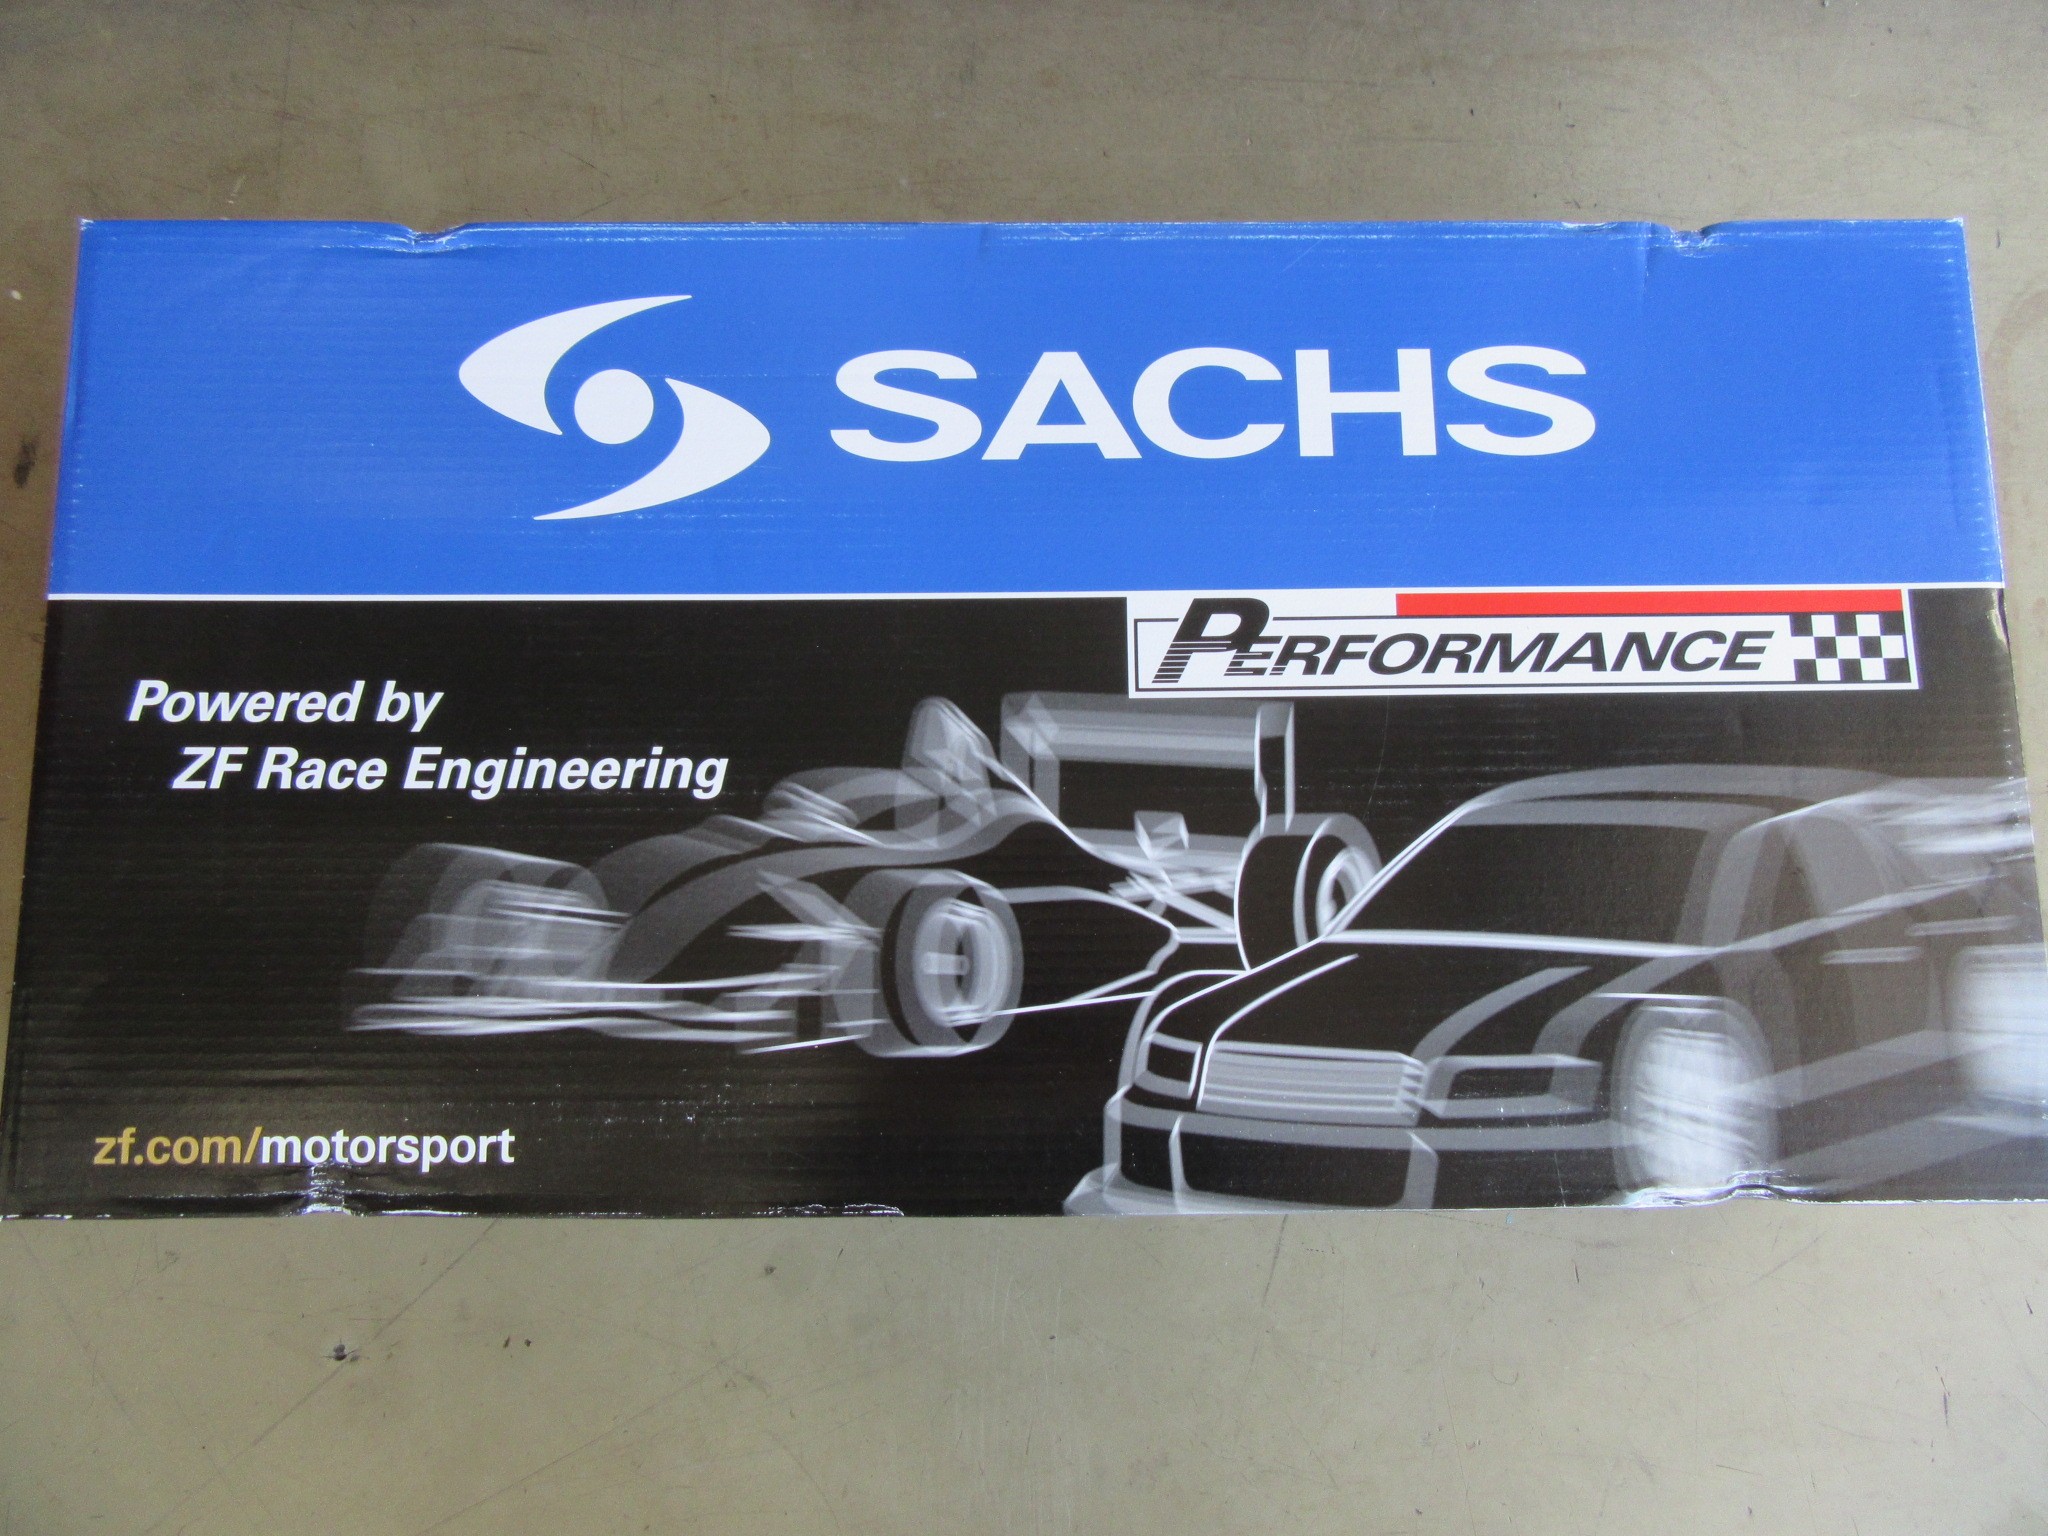 SACHS
PERFORMANCE
Powered by
ZF Race Engineering
zf.com/motorsport